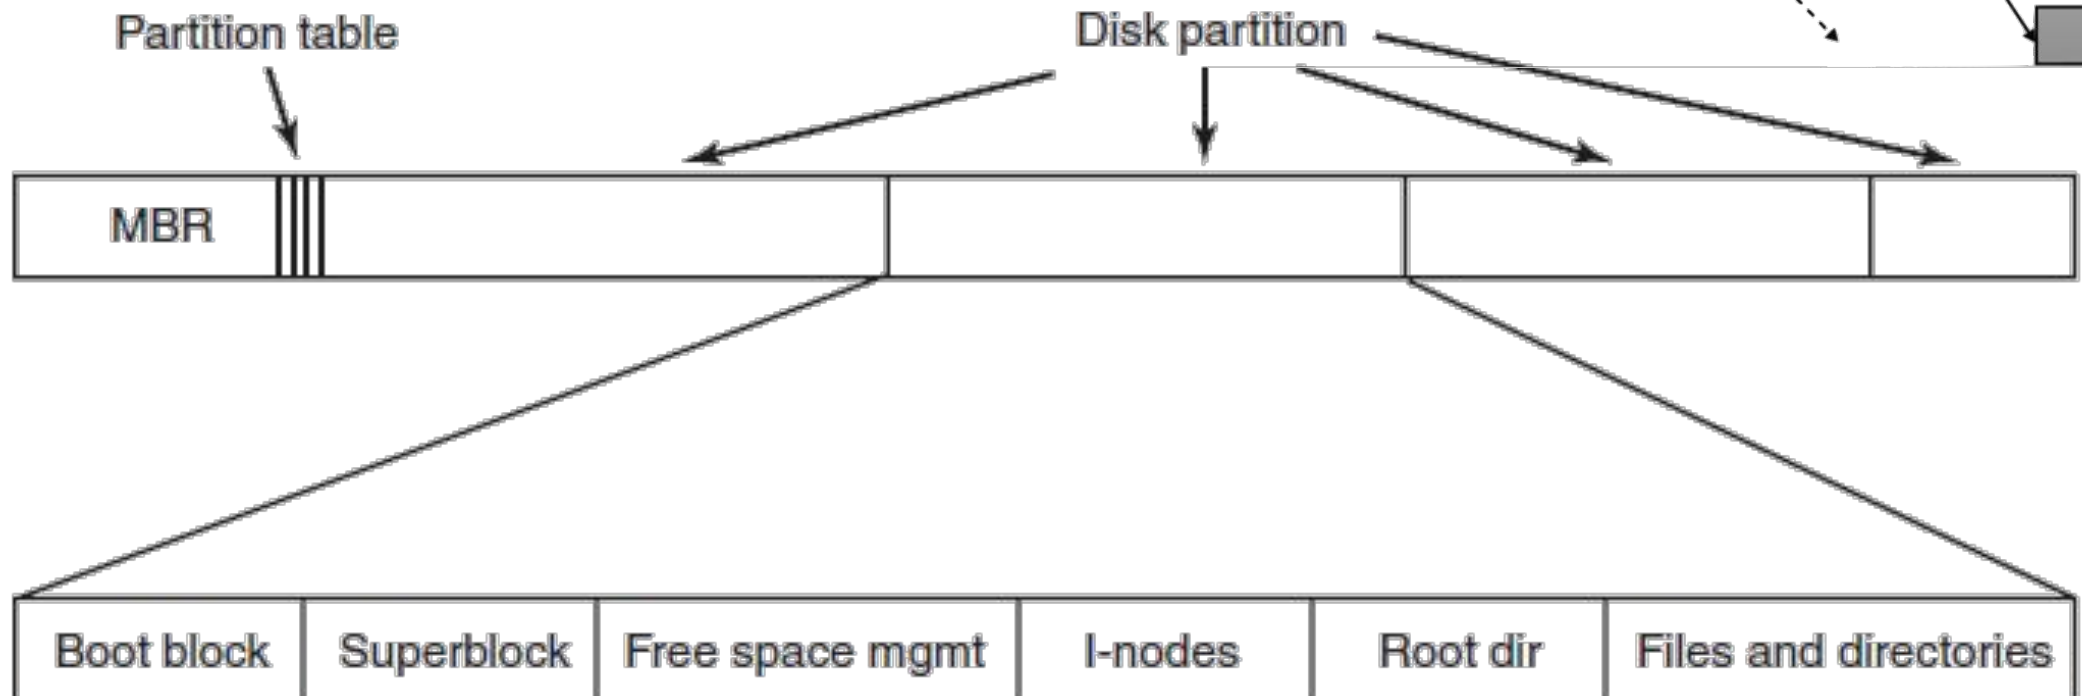 Partition table
Disk partition
MBR
Boot block
Superblock
Free space mgmt
I-nodes
Root dir
Files and directories